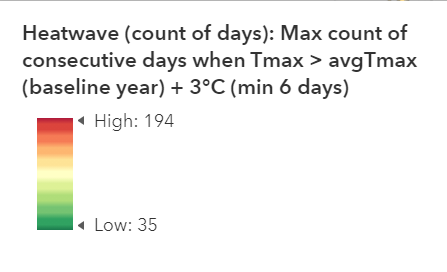 Heatwave (count of days): Max count of
consecutive days when Tmax > avgTmax
(baseline year) + 3°C (min 6 days)
High: 194
Low: 35